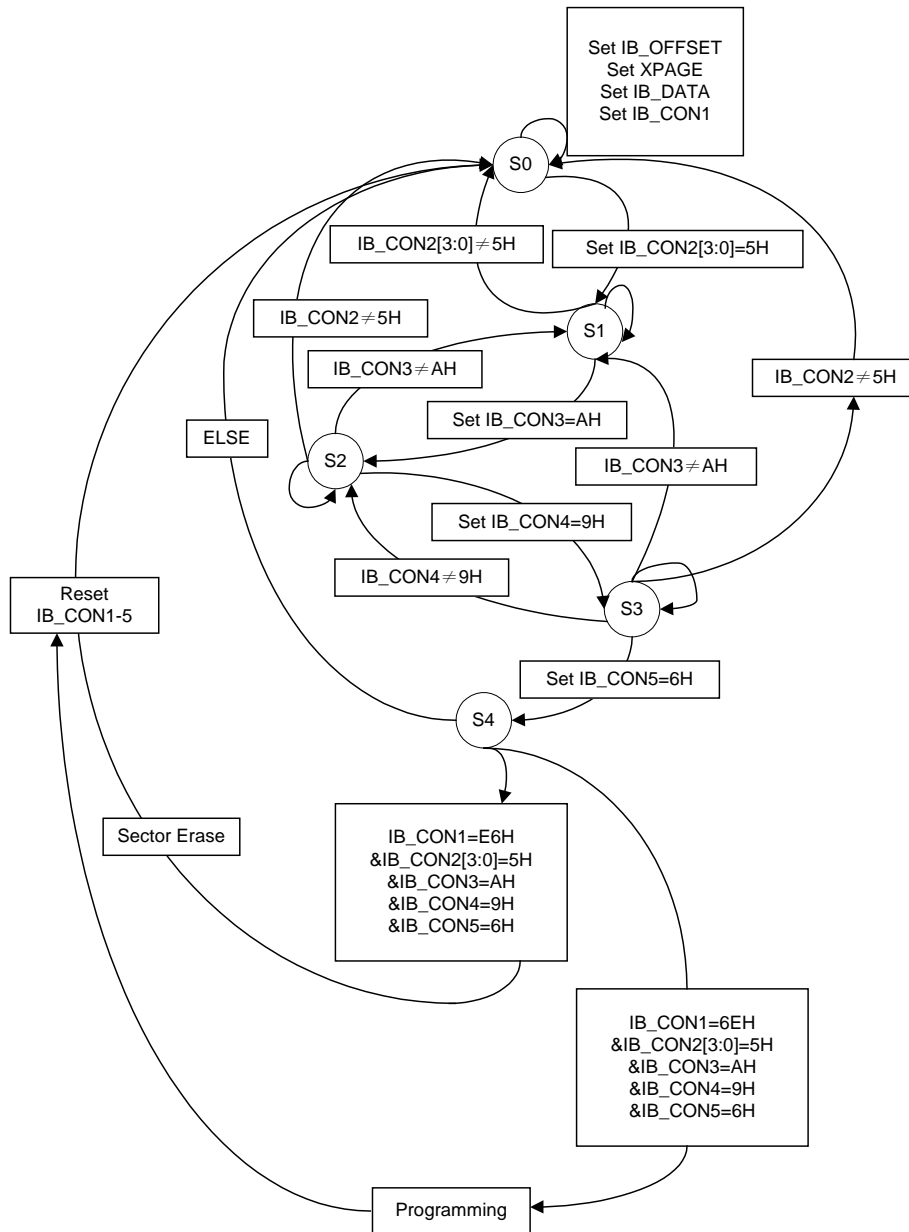 Set IB_OFFSET
Set XPAGE
Set IB_DATA
Set IB_CON1
S0
IB_CON2[3:0]≠5H
Set IB_CON2[3:0]=5H
IB_CON2≠5H
S1
IB_CON3≠AH
IB_CON2≠5H
Set IB_CON3=AH
ELSE
S2
IB_CON3≠AH
Set IB_CON4=9H
IB_CON4≠9H
Reset
IB_CON1-5
S3
Set IB_CON5=6H
S4
Sector Erase
IB_CON1=E6H
&IB_CON2[3:0]=5H
&IB_CON3=AH
&IB_CON4=9H
&IB_CON5=6H
IB_CON1=6EH
&IB_CON2[3:0]=5H
&IB_CON3=AH
&IB_CON4=9H
&IB_CON5=6H
Programming